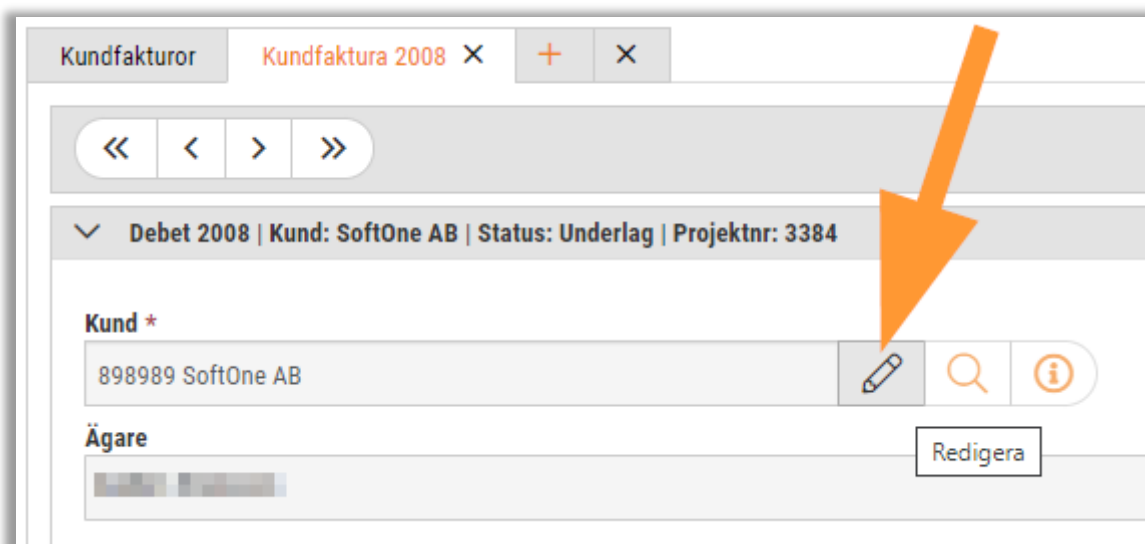 Kundfakturor Kundfaktura 2008
Debet 2008 | Kund: SoftOne AB | Status: Underlag | Projektnr: 3384
Kund *
898989 SoftOne AB
Ägare
Redigera